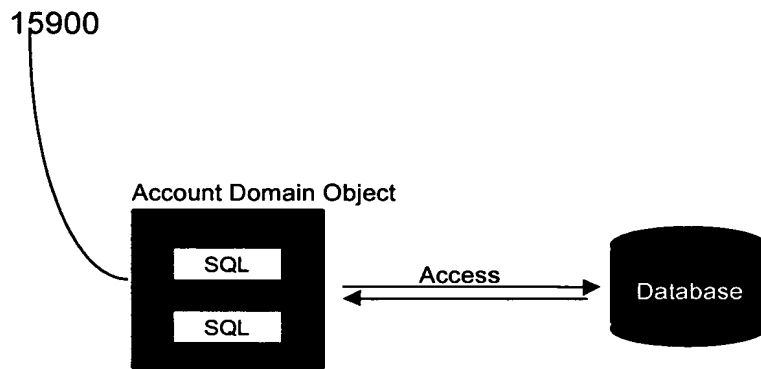 15900
Account Domain Object
SQL
Access
SQL
Database